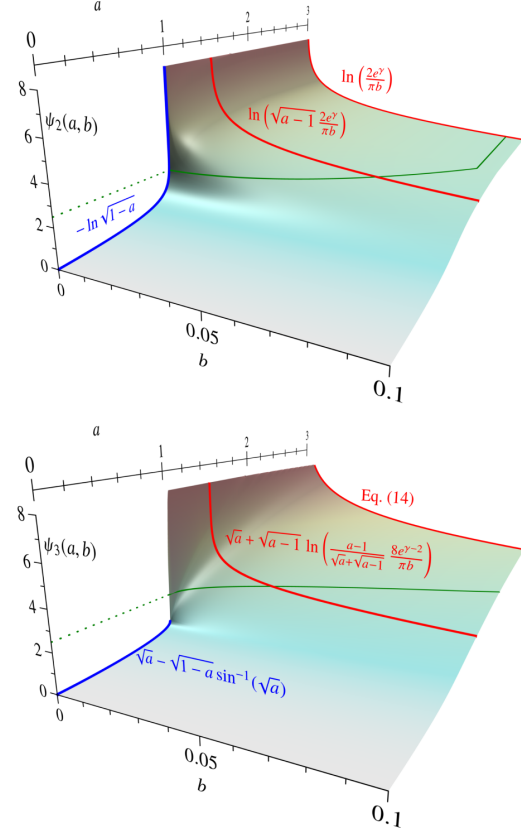 a
0
1
2
3
8
ψ₂(a, b)
6
4
2
0
ln(2e^γ/πb)
ln(√(a−1) 2e^γ/πb)
−ln √(1−a)
0
0.05
b
0.1
a
0
1
2
3
8
ψ₃(a, b)
6
4
2
0
Eq. (14)
√a + √(a−1) ln((a−1)/(√a+√(a−1)) 8e^(γ−2)/πb)
√a − √(1−a) sin⁻¹(√a)
0
0.05
b
0.1